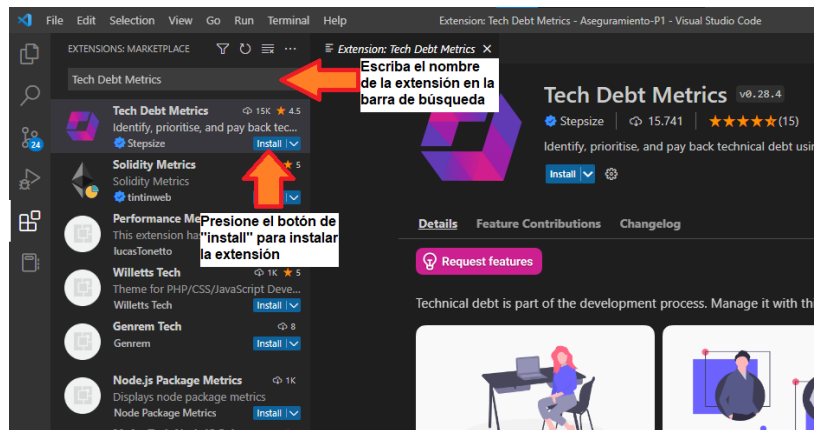 File Edit Selection View Go Run Terminal Help
Extension: Tech Debt Metrics - Aseguramiento-P1 - Visual Studio Code
EXTENSIONS: MARKETPLACE
Tech Debt Metrics
Tech Debt Metrics 15K 4.5
Identify, prioritise, and pay back tec...
Stepsize Install
24
Solidity Metrics 5
Solidity Metrics
tintinweb
Performance Me
This extension ha
lucasTonetto
Willetts Tech 1K 5
Theme for PHP/CSS/JavaScript Deve...
Willetts Tech Install
Genrem Tech 8
Genrem Install
Node.js Package Metrics 1K
Displays node package metrics
Node Package Metrics Install
Escriba el nombre
de la extensión en la
barra de búsqueda
Presione el botón de
"install" para instalar
la extensión
Extension: Tech Debt Metrics
Tech Debt Metrics v0.28.4
Stepsize 15.741 (15)
Identify, prioritise, and pay back technical debt usin
Install
Details Feature Contributions Changelog
Request features
Technical debt is part of the development process. Manage it with thi